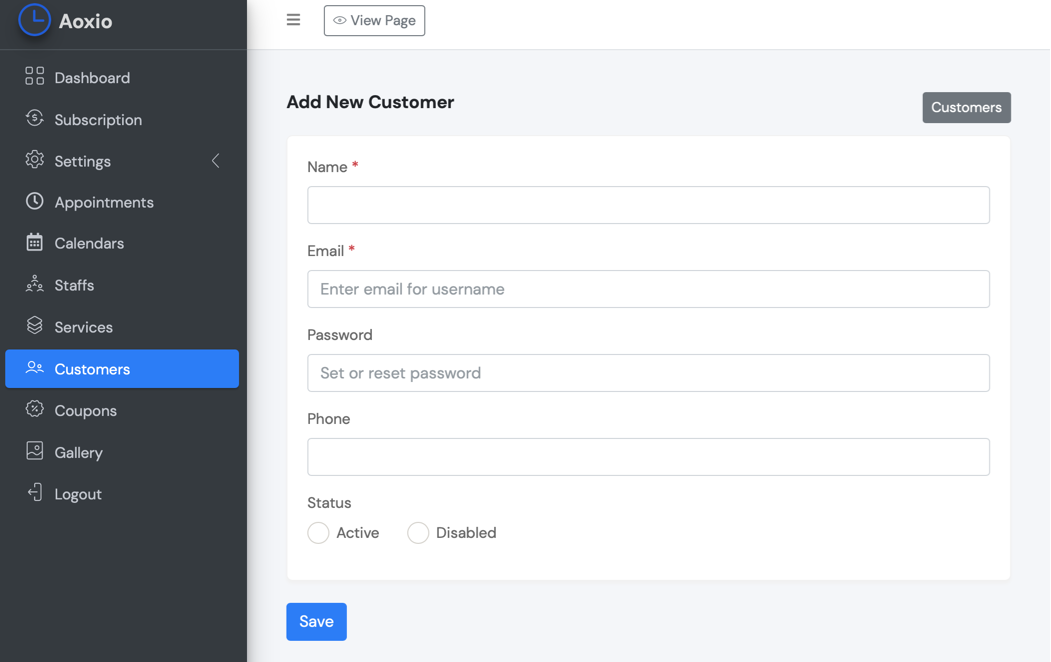 Aoxio
View Page
Dashboard
Subscription
Settings
Appointments
Calendars
Staffs
Services
Customers
Coupons
Gallery
Logout
Add New Customer
Customers
Name *
Email *
Enter email for username
Password
Set or reset password
Phone
Status
Active Disabled
Save